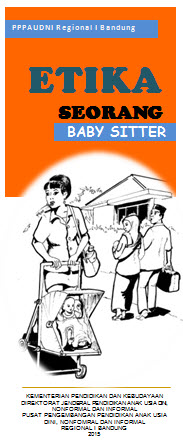 PPPAUDNI Regional I Bandung
ETIKA
SEORANG
BABY SITTER
KEMENTERIAN PENDIDIKAN DAN KEBUDAYAAN
DIREKTORAT JENDERAL PENDIDIKAN ANAK USIA DINI,
NONFORMAL DAN INFORMAL
PUSAT PENGEMBANGAN PENDIDIKAN ANAK USIA
DINI, NONFOMRAL DAN INFORMAL
REGIONAL I BANDUNG
2015